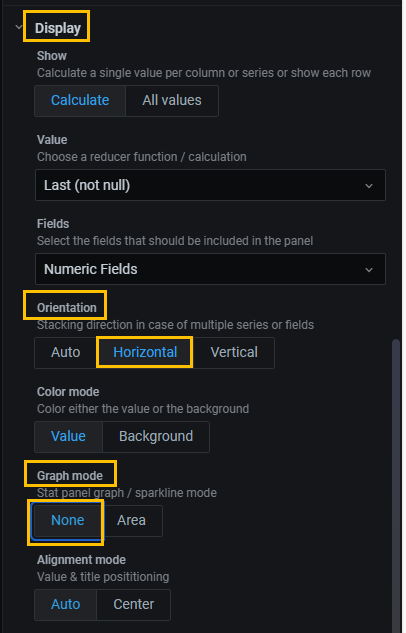 Display
Show
Calculate a single value per column or series or show each row
Calculate All values
Value
Choose a reducer function / calculation
Last (not null)
Fields
Select the fields that should be included in the panel
Numeric Fields
Orientation
Stacking direction in case of multiple series or fields
Auto Horizontal Vertical
Color mode
Color either the value or the background
Value Background
Graph mode
Stat panel graph / sparkline mode
None Area
Alignment mode
Value & title posititioning
Auto Center